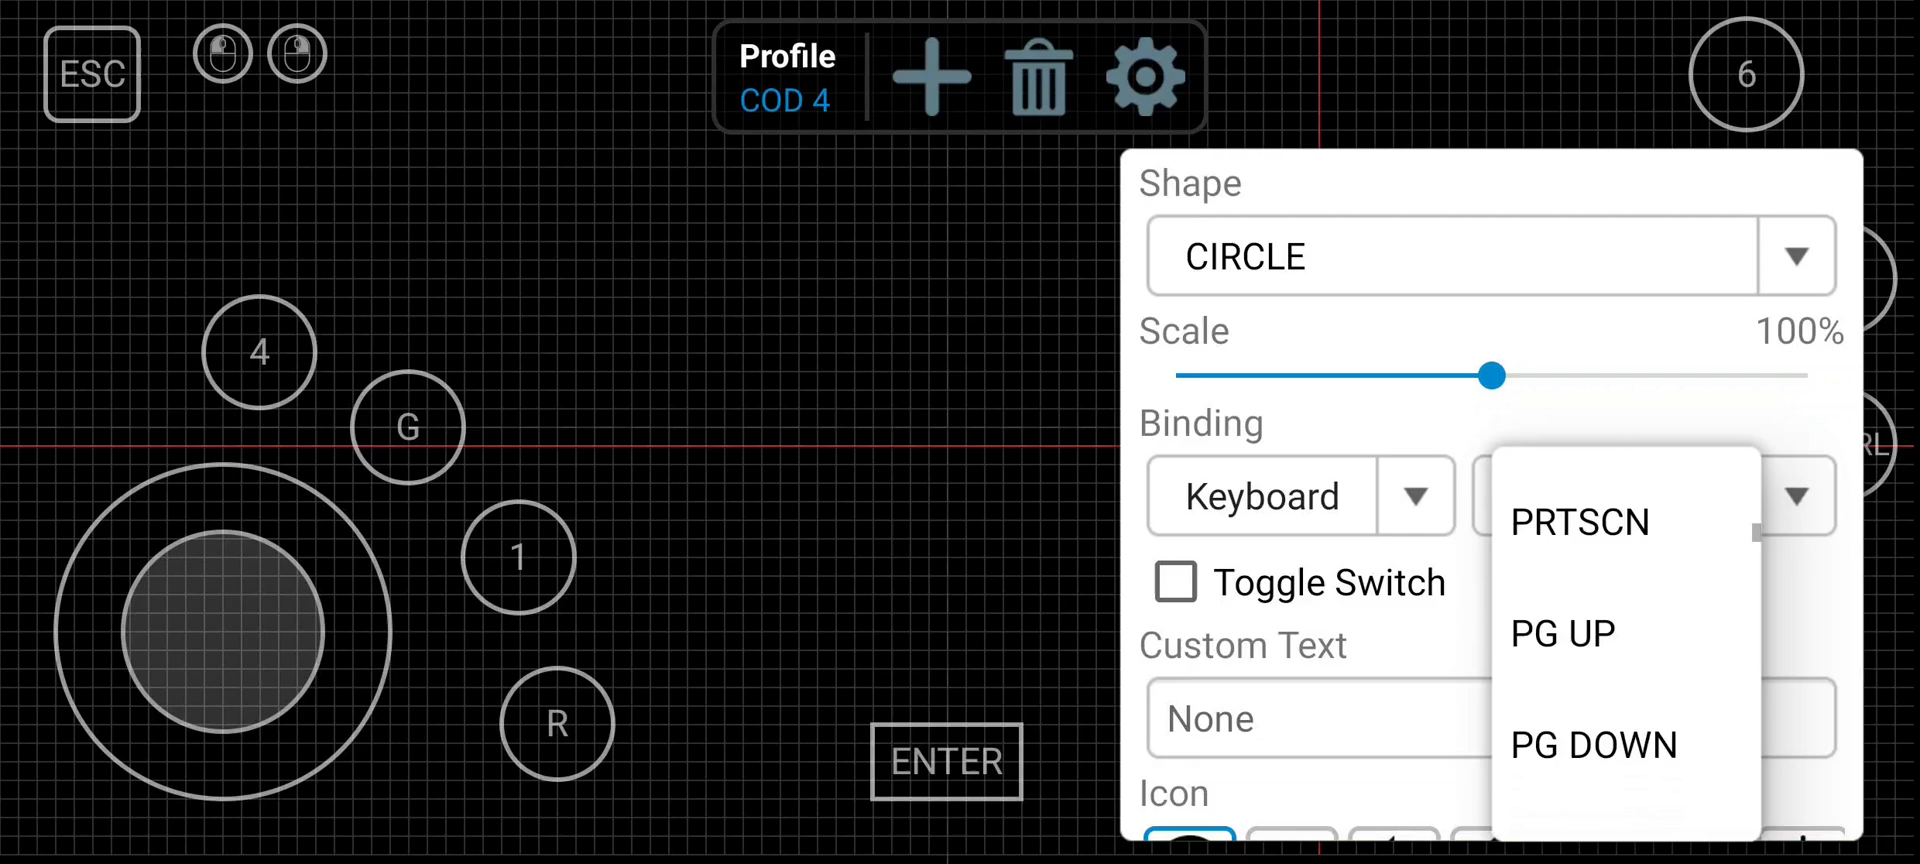 ESC
Profile
COD 4
6
Shape
CIRCLE
Scale
100%
4
G
Binding
RL
Keyboard
PRTSCN
1
Toggle Switch
PG UP
Custom Text
R
None
PG DOWN
ENTER
Icon